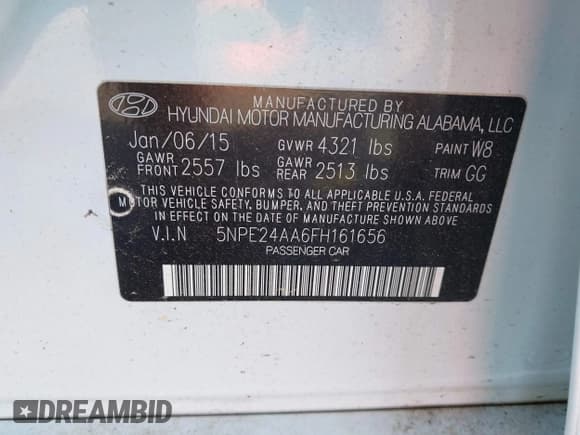 MANUFACTURED BY
HYUNDAI MOTOR MANUFACTURING ALABAMA, LLC
Jan/06/15 GVWR 4321 lbs PAINT W8
GAWR FRONT 2557 lbs GAWR REAR 2513 lbs TRIM GG
THIS VEHICLE CONFORMS TO ALL APPLICABLE U.S.A. FEDERAL
MOTOR VEHICLE SAFETY, BUMPER, AND THEFT PREVENTION STANDARDS
IN EFFECT ON THE DATE OF MANUFACTURE SHOWN ABOVE.
V.I.N 5NPE24AA6FH161656
PASSENGER CAR
DREAMBID